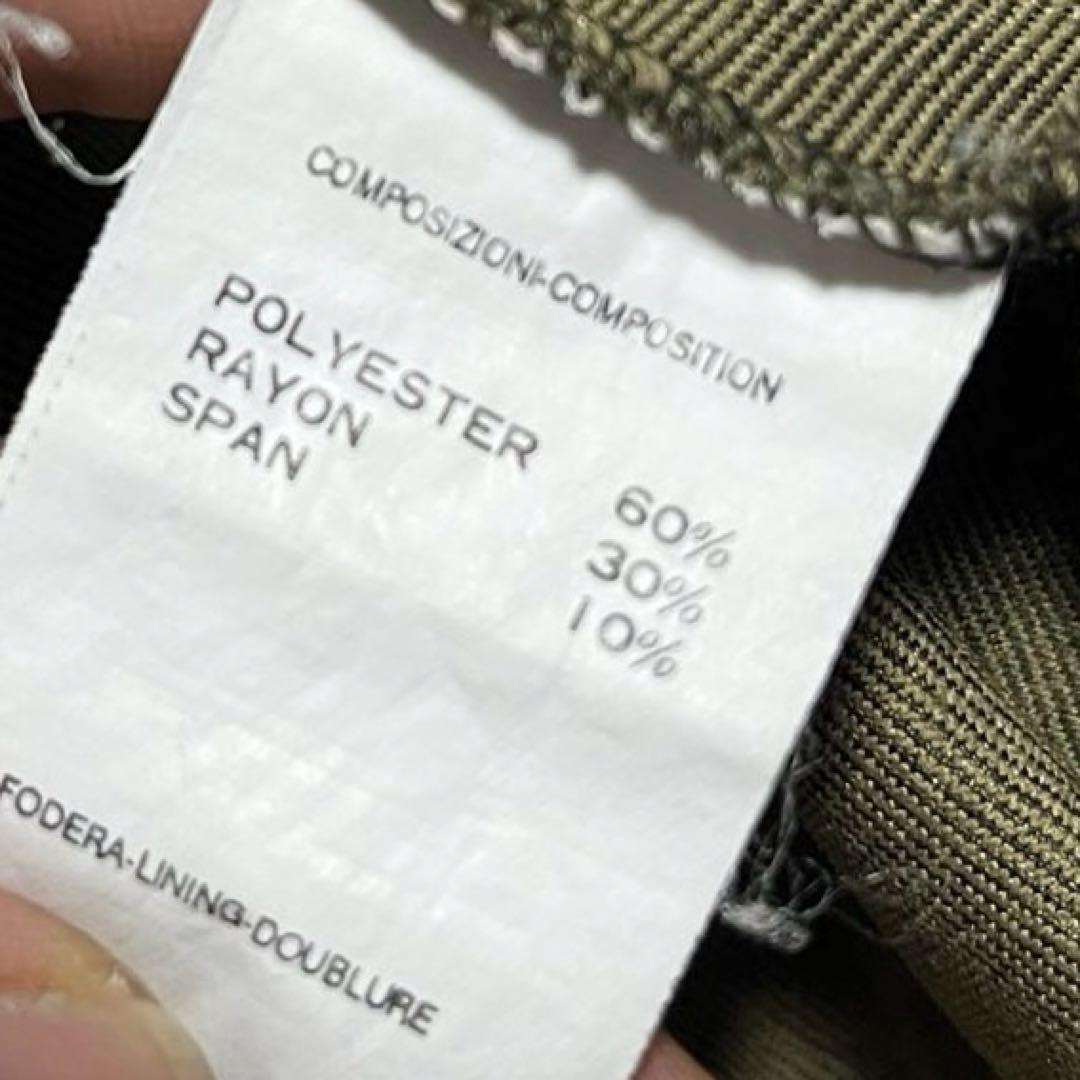 COMPOSIZIONI-COMPOSITION
POLYESTER 60%
RAYON 30%
SPAN 10%
FODERA-LINING-DOUBLURE